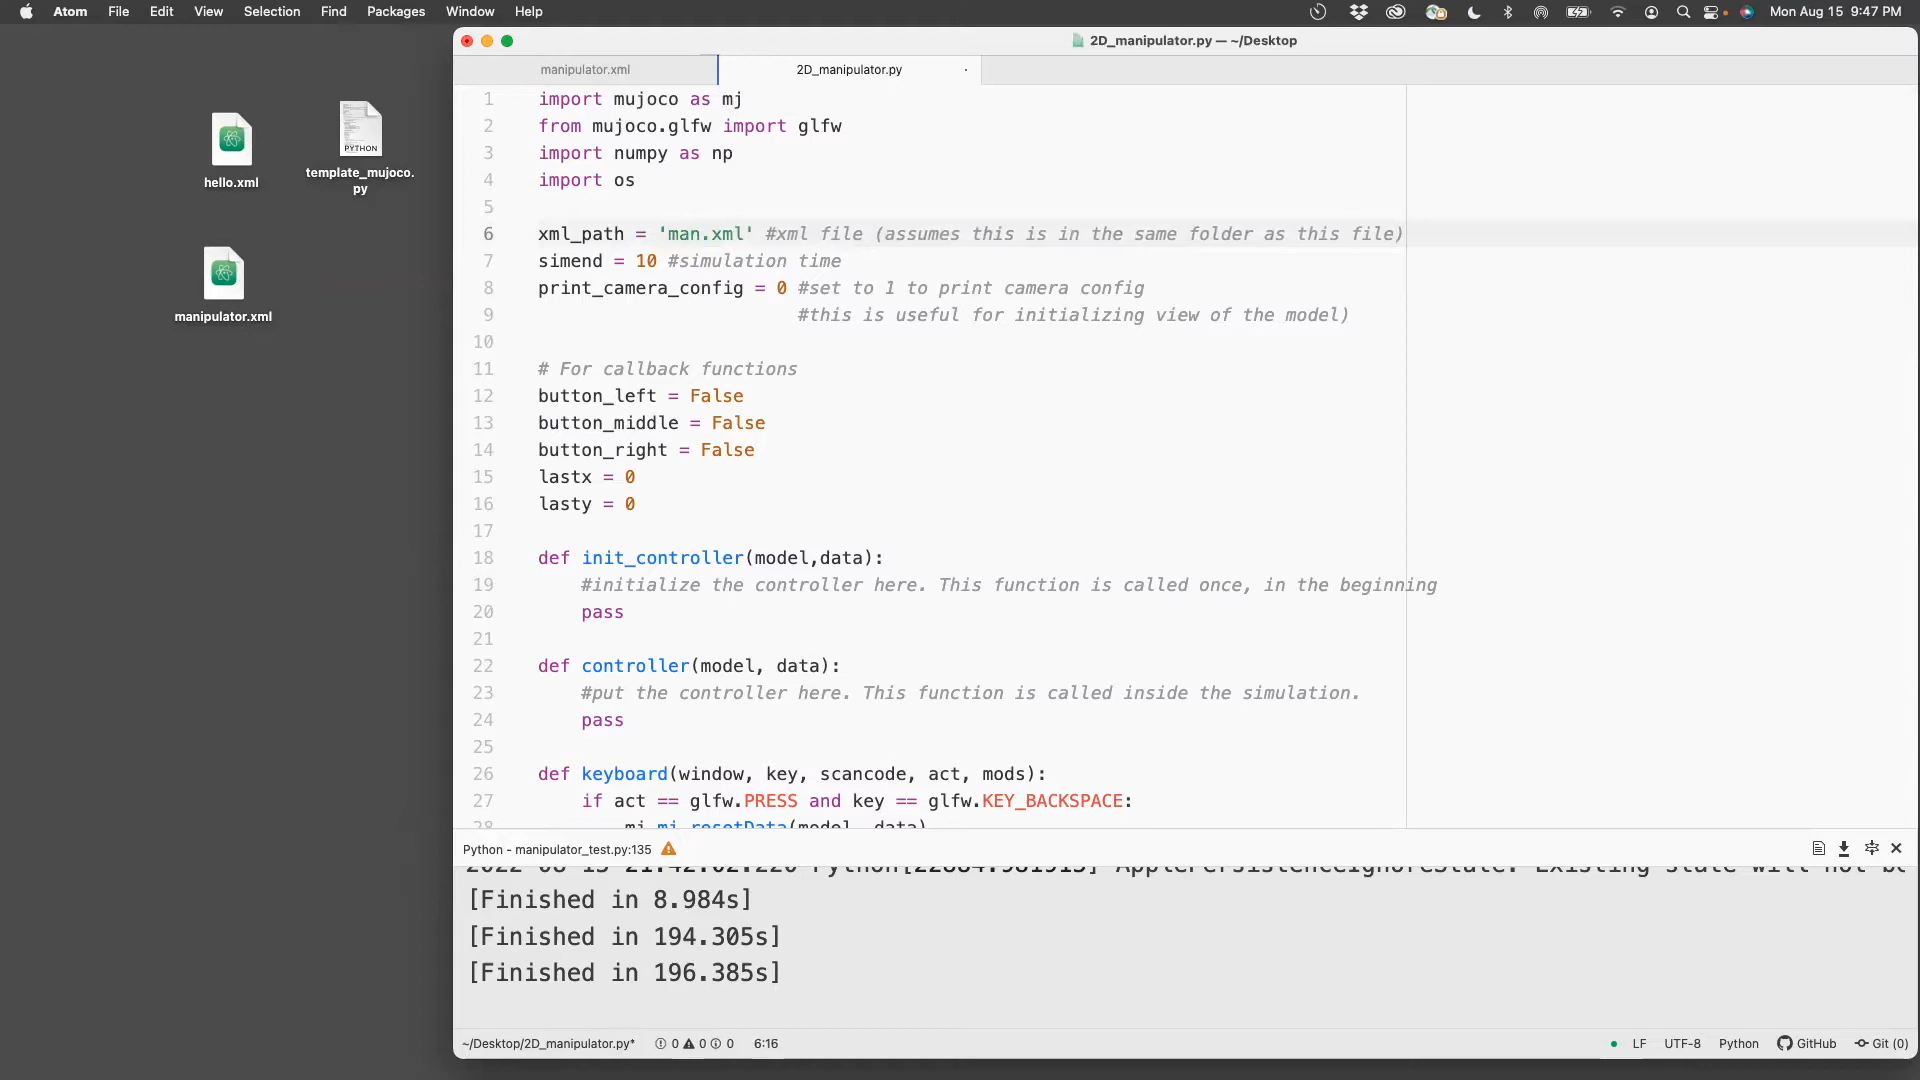 Atom File Edit View Selection Find Packages Window Help Mon Aug 15 9:47 PM
hello.xml
PYTHON
template_mujoco.
py
manipulator.xml
2D_manipulator.py — ~/Desktop
manipulator.xml 2D_manipulator.py
1 import mujoco as mj
2 from mujoco.glfw import glfw
3 import numpy as np
4 import os
5
6 xml_path = 'man.xml' #xml file (assumes this is in the same folder as this file)
7 simend = 10 #simulation time
8 print_camera_config = 0 #set to 1 to print camera config
9 #this is useful for initializing view of the model)
10
11 # For callback functions
12 button_left = False
13 button_middle = False
14 button_right = False
15 lastx = 0
16 lasty = 0
17
18 def init_controller(model,data):
19 #initialize the controller here. This function is called once, in the beginning
20 pass
21
22 def controller(model, data):
23 #put the controller here. This function is called inside the simulation.
24 pass
25
26 def keyboard(window, key, scancode, act, mods):
27 if act == glfw.PRESS and key == glfw.KEY_BACKSPACE:
28 mj.mj_resetData(model, data)
Python - manipulator_test.py:135
[Finished in 8.984s]
[Finished in 194.305s]
[Finished in 196.385s]
~/Desktop/2D_manipulator.py* 0 0 0 6:16 LF UTF-8 Python GitHub Git (0)